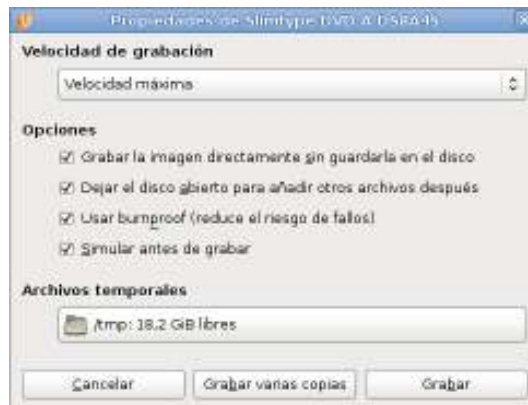 Propiedades de Slimtype DVD A DS8A4S
Velocidad de grabación
Velocidad máxima
Opciones
Grabar la imagen directamente sin guardarla en el disco
Dejar el disco abierto para añadir otros archivos después
Usar burnproof (reduce el riesgo de fallos)
Simular antes de grabar
Archivos temporales
/tmp: 18,2 GiB libres
Cancelar
Grabar varias copias
Grabar